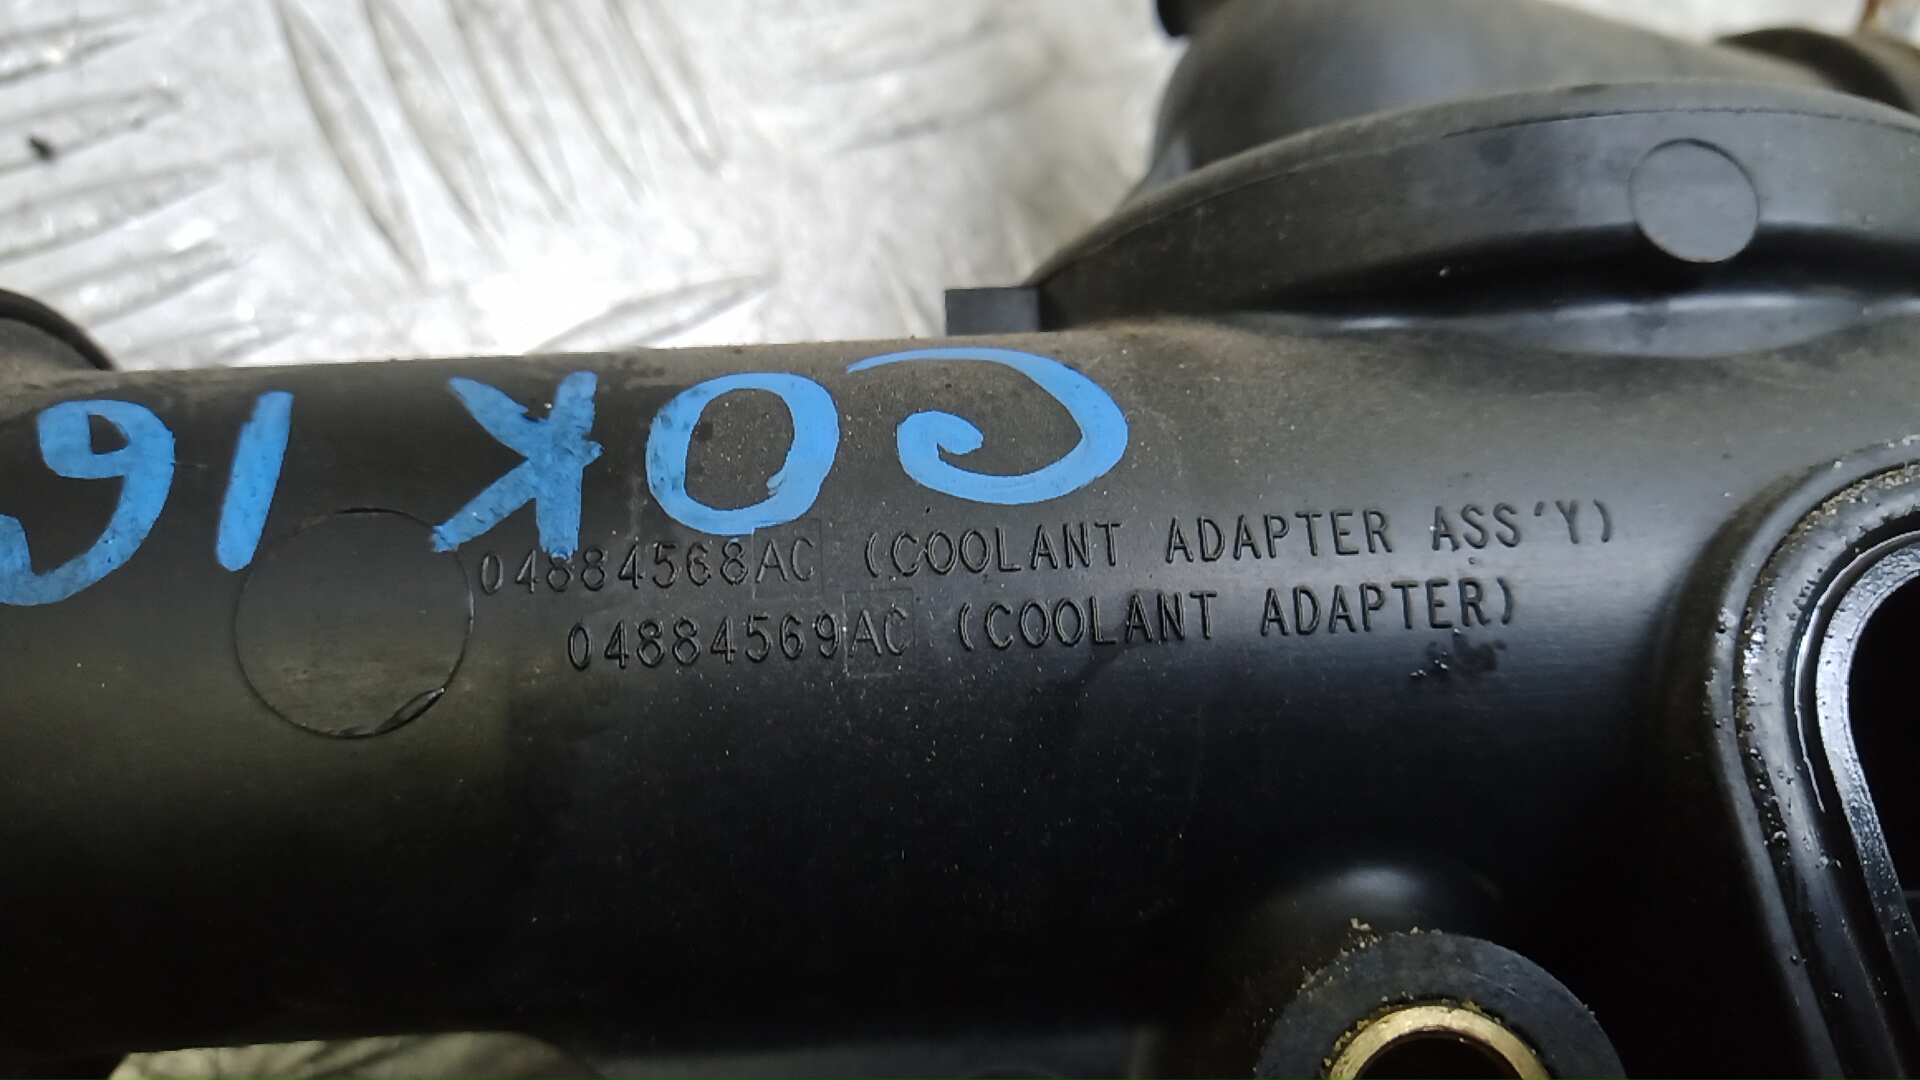 COK 16
04884568AC (COOLANT ADAPTER ASS'Y)
04884569AC (COOLANT ADAPTER)